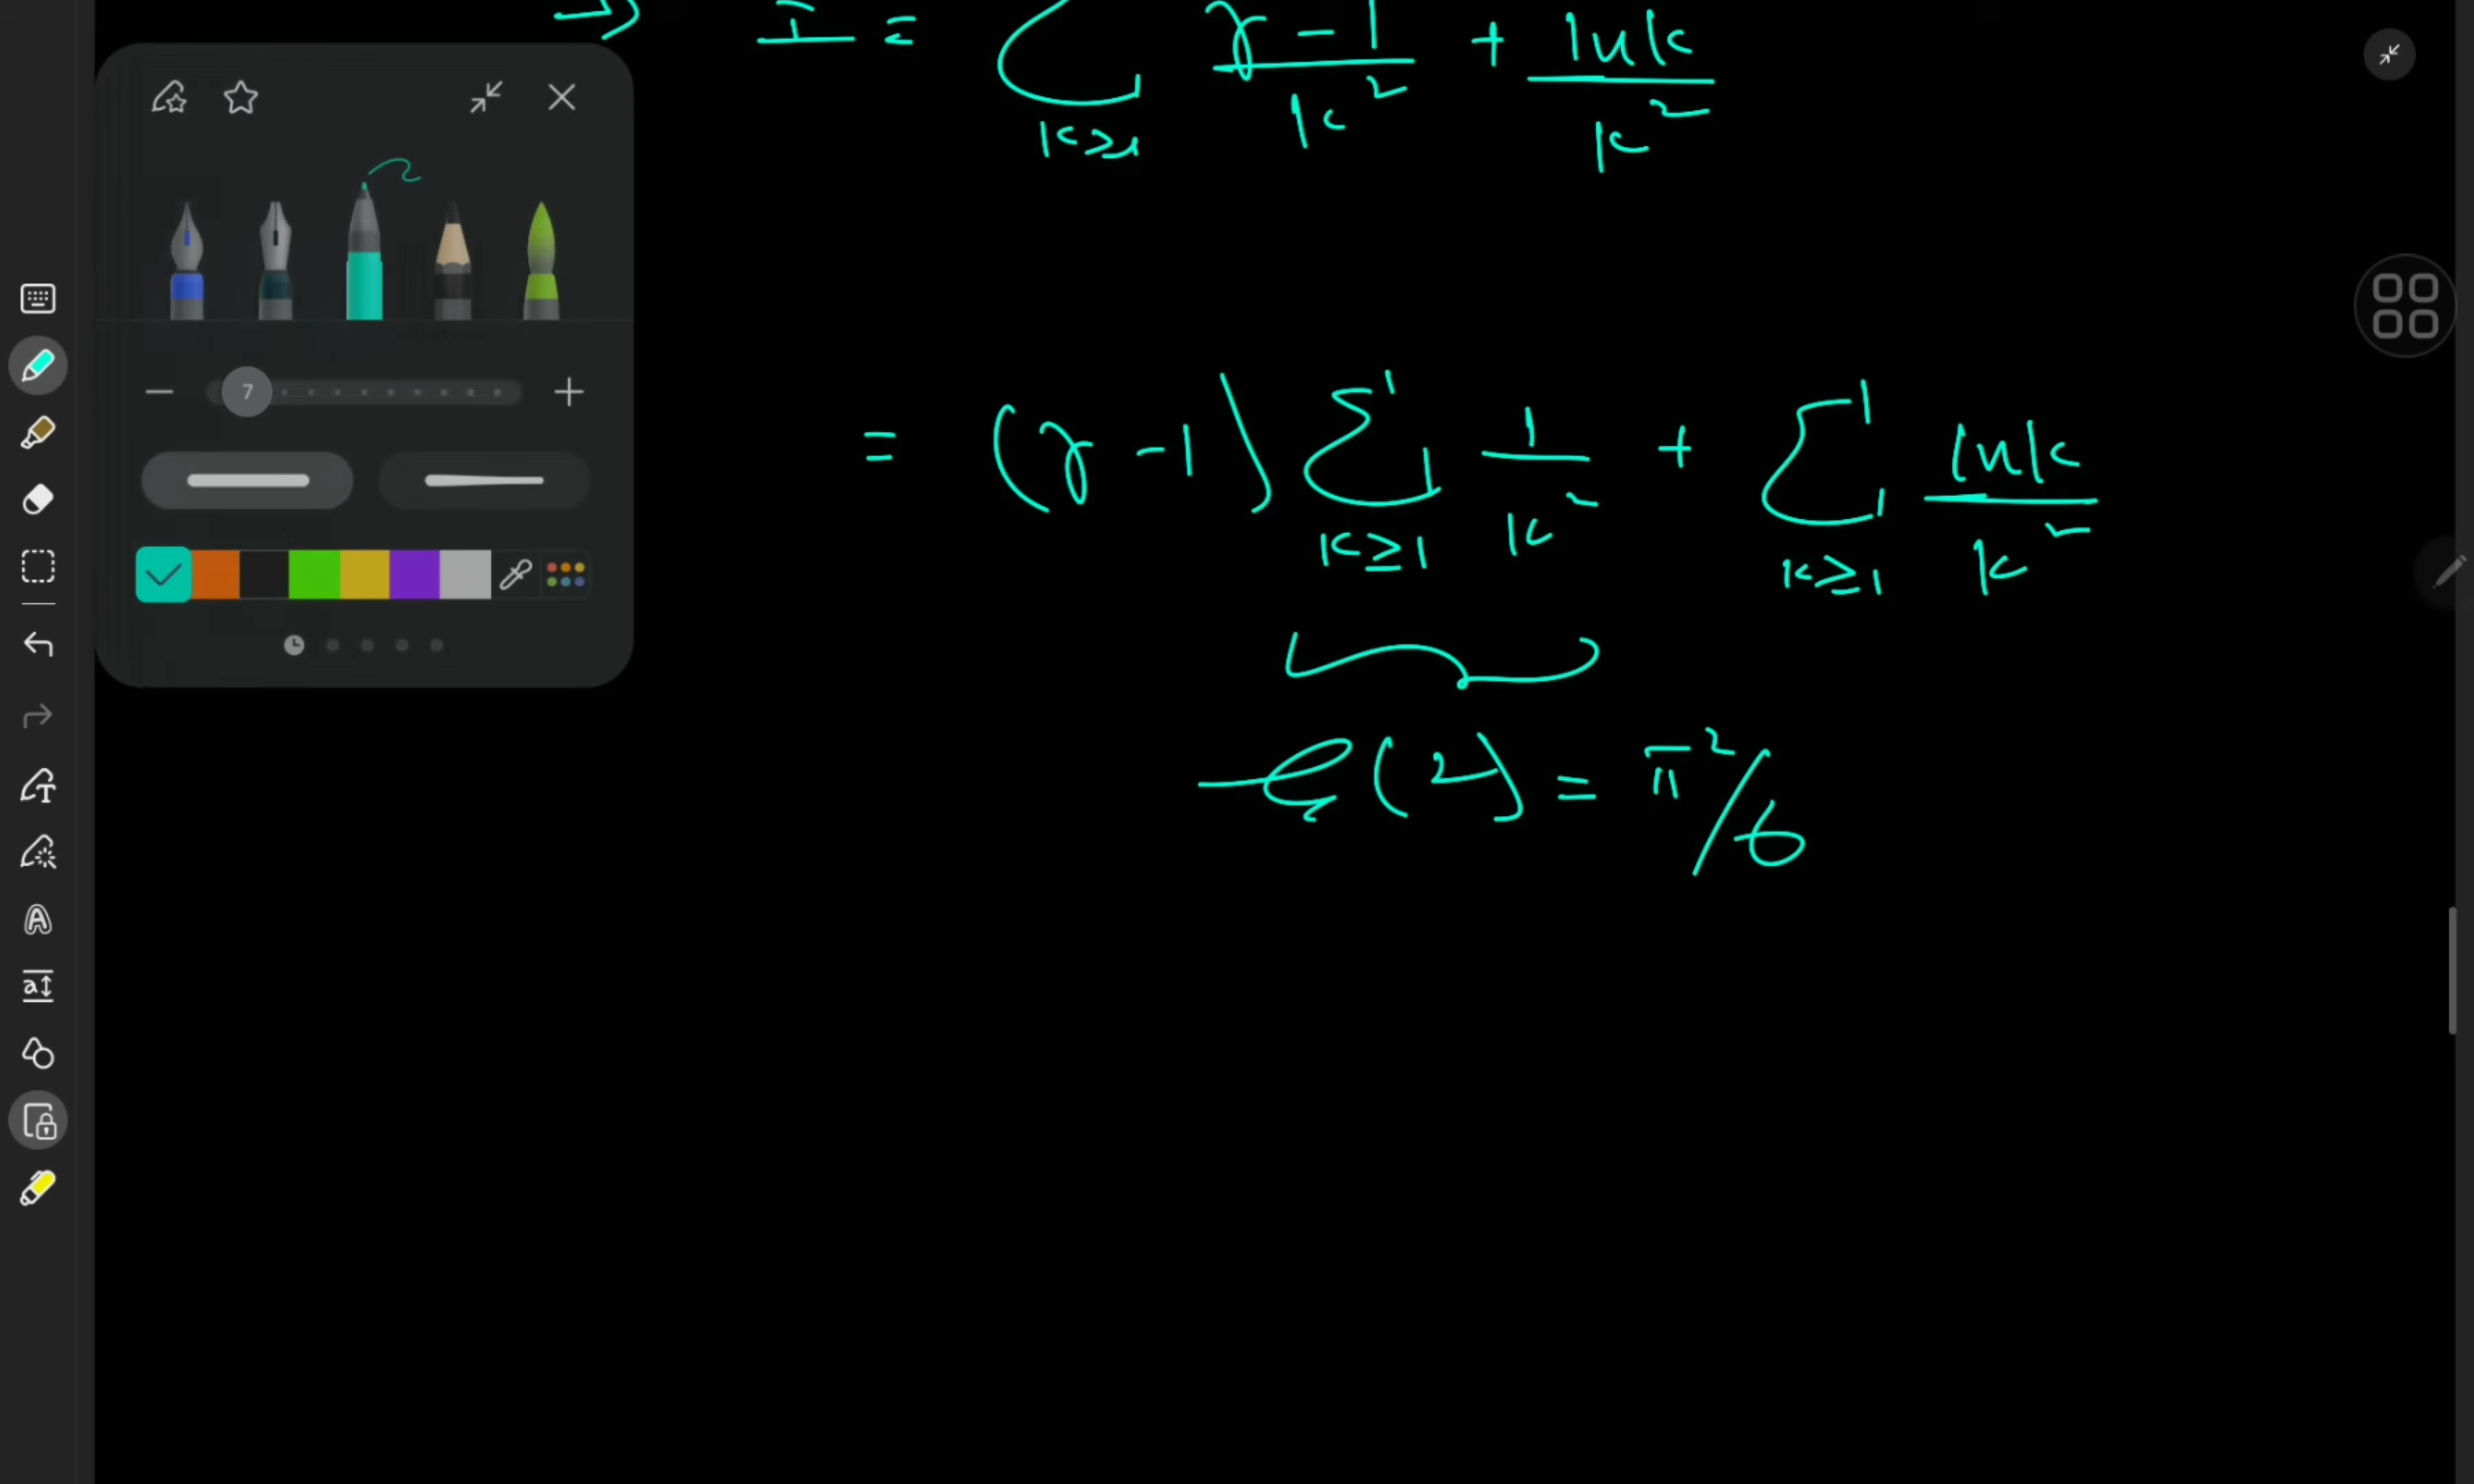 → I = Σ_{k≥1} (γ-1)/k² + ln k/k²
7
= (γ-1) Σ_{k≥1} 1/k² + Σ_{k≥1} ln k/k²
ζ(2) = π²/6